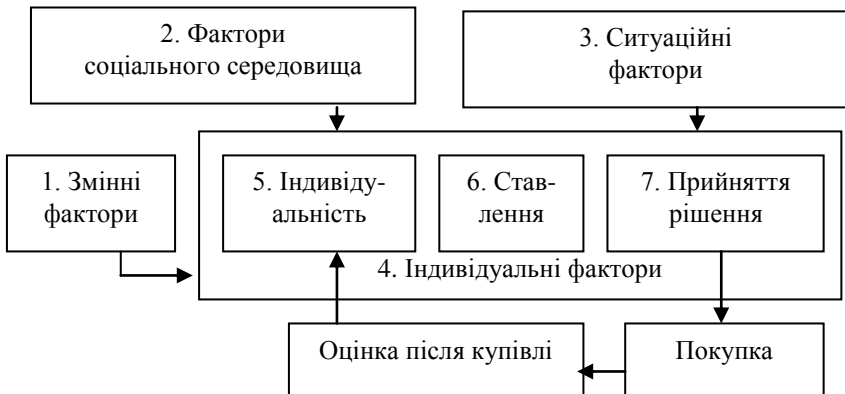 2. Фактори
соціального середовища
3. Ситуаційні
фактори
1. Змінні
фактори
5. Індивіду-
альність
6. Став-
лення
7. Прийняття
рішення
4. Індивідуальні фактори
Оцінка після купівлі
Покупка